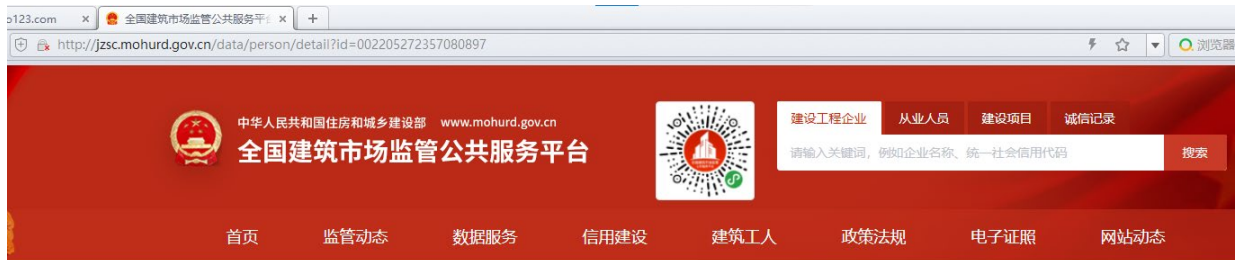 o123.com × 全国建筑市场监管公共服务平台 × +
http://jzsc.mohurd.gov.cn/data/person/detail?id=002205272357080897 浏览器
中华人民共和国住房和城乡建设部 www.mohurd.gov.cn
全国建筑市场监管公共服务平台
建设工程企业 从业人员 建设项目 诚信记录
请输入关键词，例如企业名称、统一社会信用代码 搜索
首页 监管动态 数据服务 信用建设 建筑工人 政策法规 电子证照 网站动态